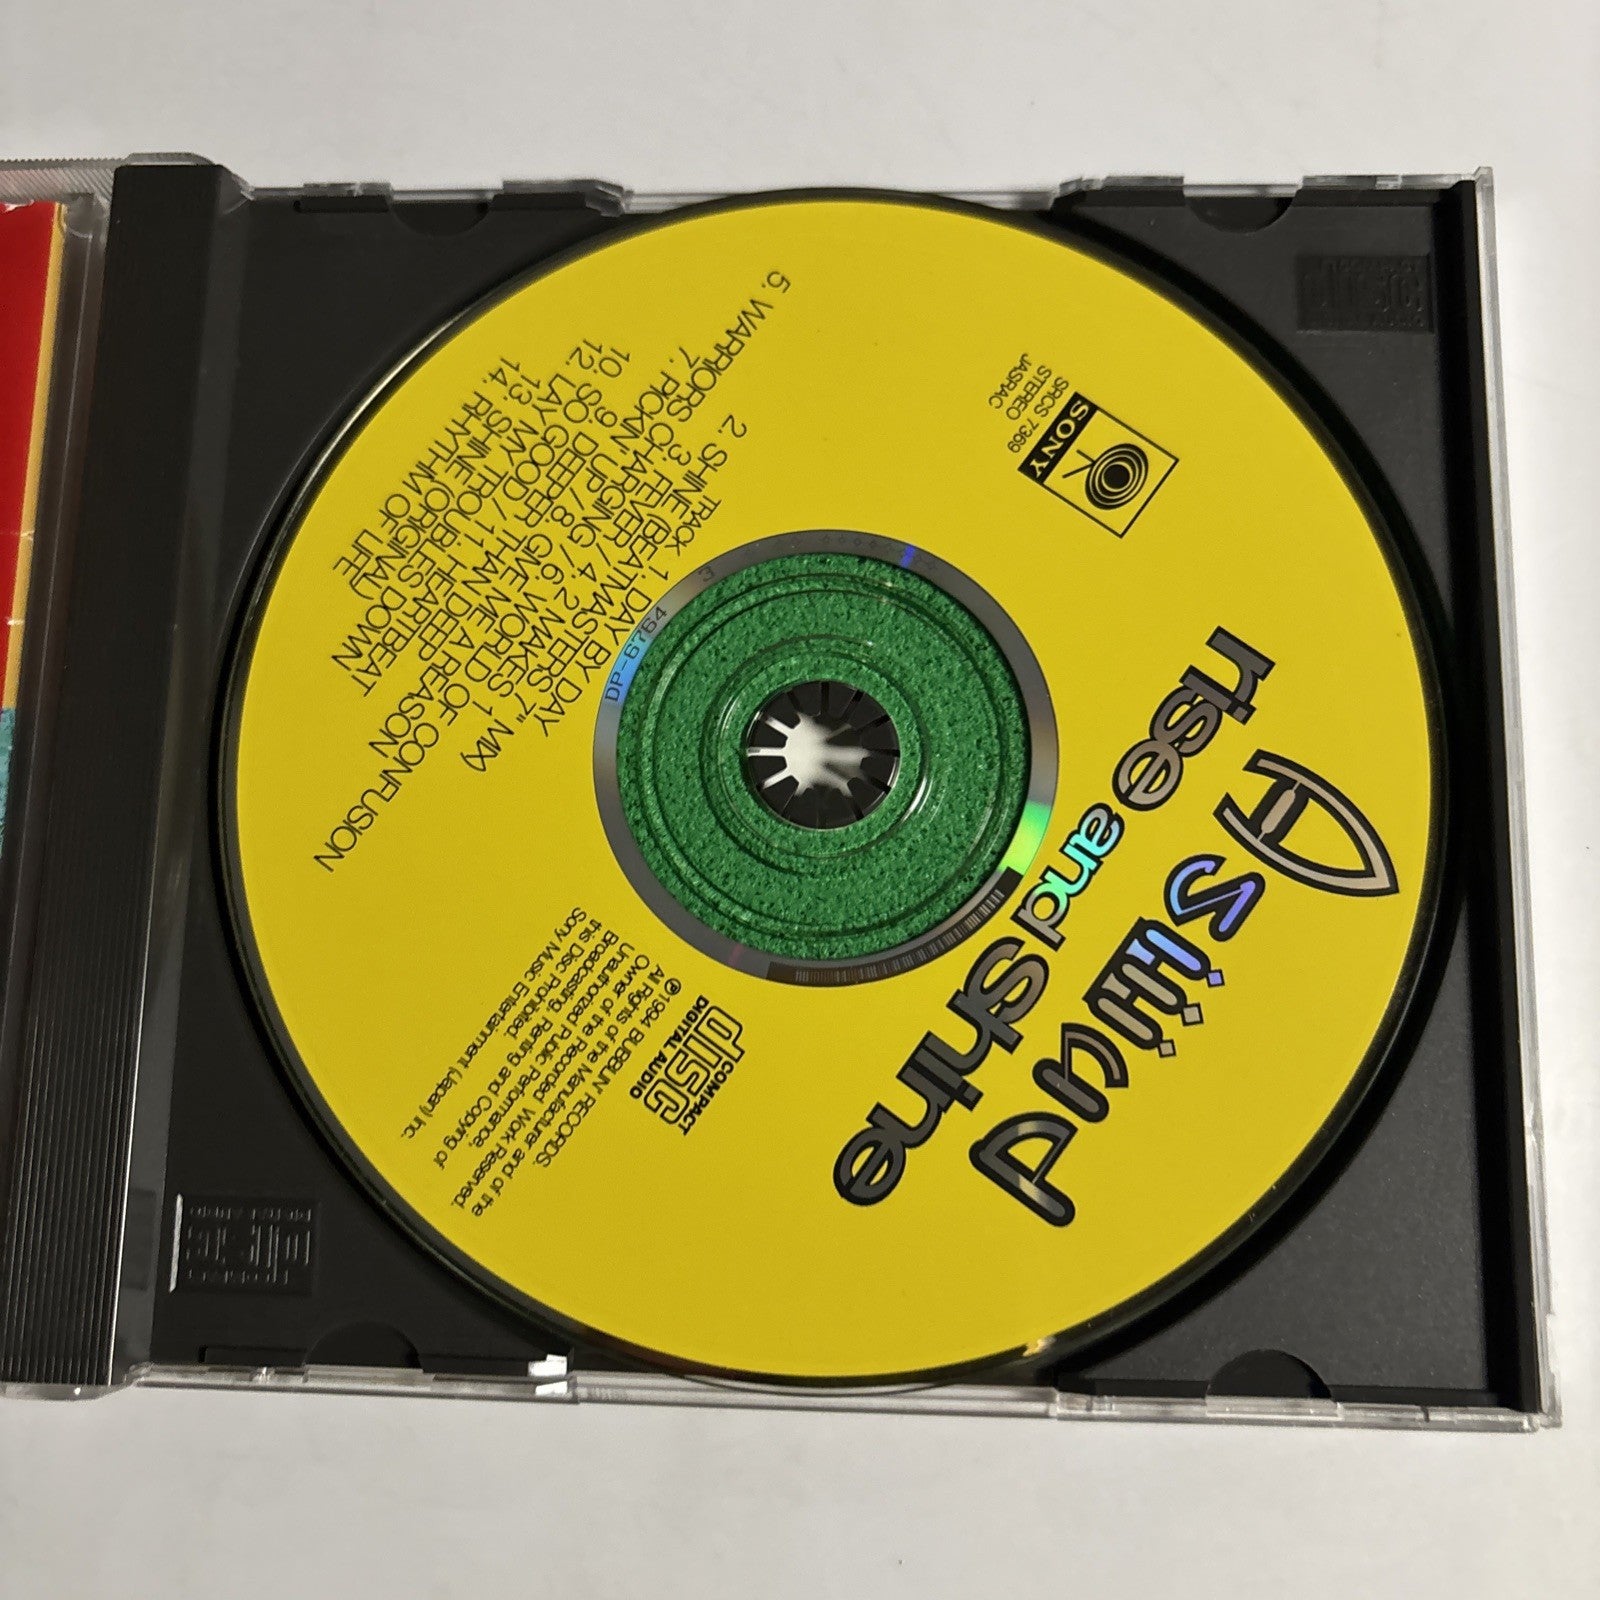 ASWAD
rise and Shine
SONY
SRCS 7369
STEREO
JASRAC
COMPACT
disc
DIGITAL AUDIO
TRACK 1. DAY BY DAY
2. SHINE (BEATMASTERS 7" MIX)
3. FEVER / 4. 2 MAKES 1
5. WARRIORS CHARGING / 6. WORLD OF CONFUSION
7. PICKIN' UP / 8. GIVE ME A REASON
9. DEEPER THAN DEEP
10. SO GOOD / 11. HEARTBEAT
12. LAY MY TROUBLES DOWN
13. SHINE (ORIGINAL)
14. RHYTHM OF LIFE
℗1994 BUBBLIN' RECORDS.
All Rights of the Manufacturer and of the
Owner of the Recorded Work Reserved.
Unauthorized Public Performance,
Broadcasting, Renting and Copying of
this Disc Prohibited.
Sony Music Entertainment (Japan) Inc.
DP-6764
3